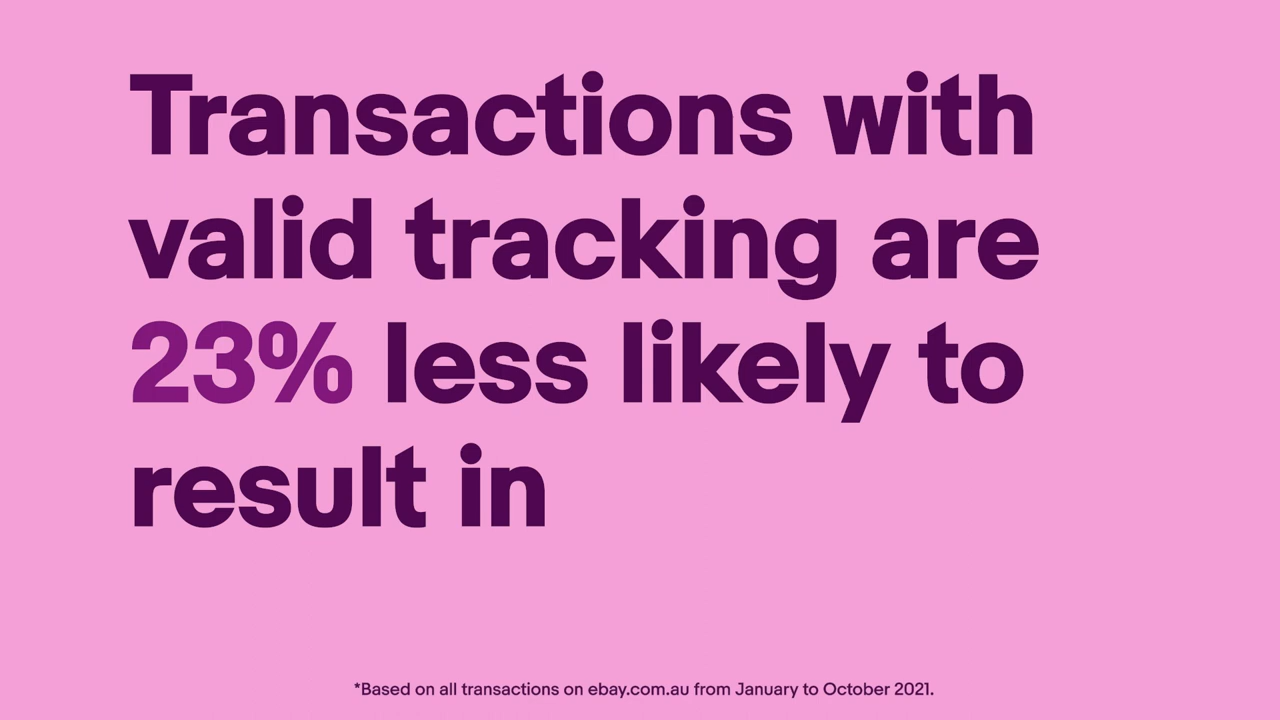 Transactions with
valid tracking are
23% less likely to
result in
*Based on all transactions on ebay.com.au from January to October 2021.